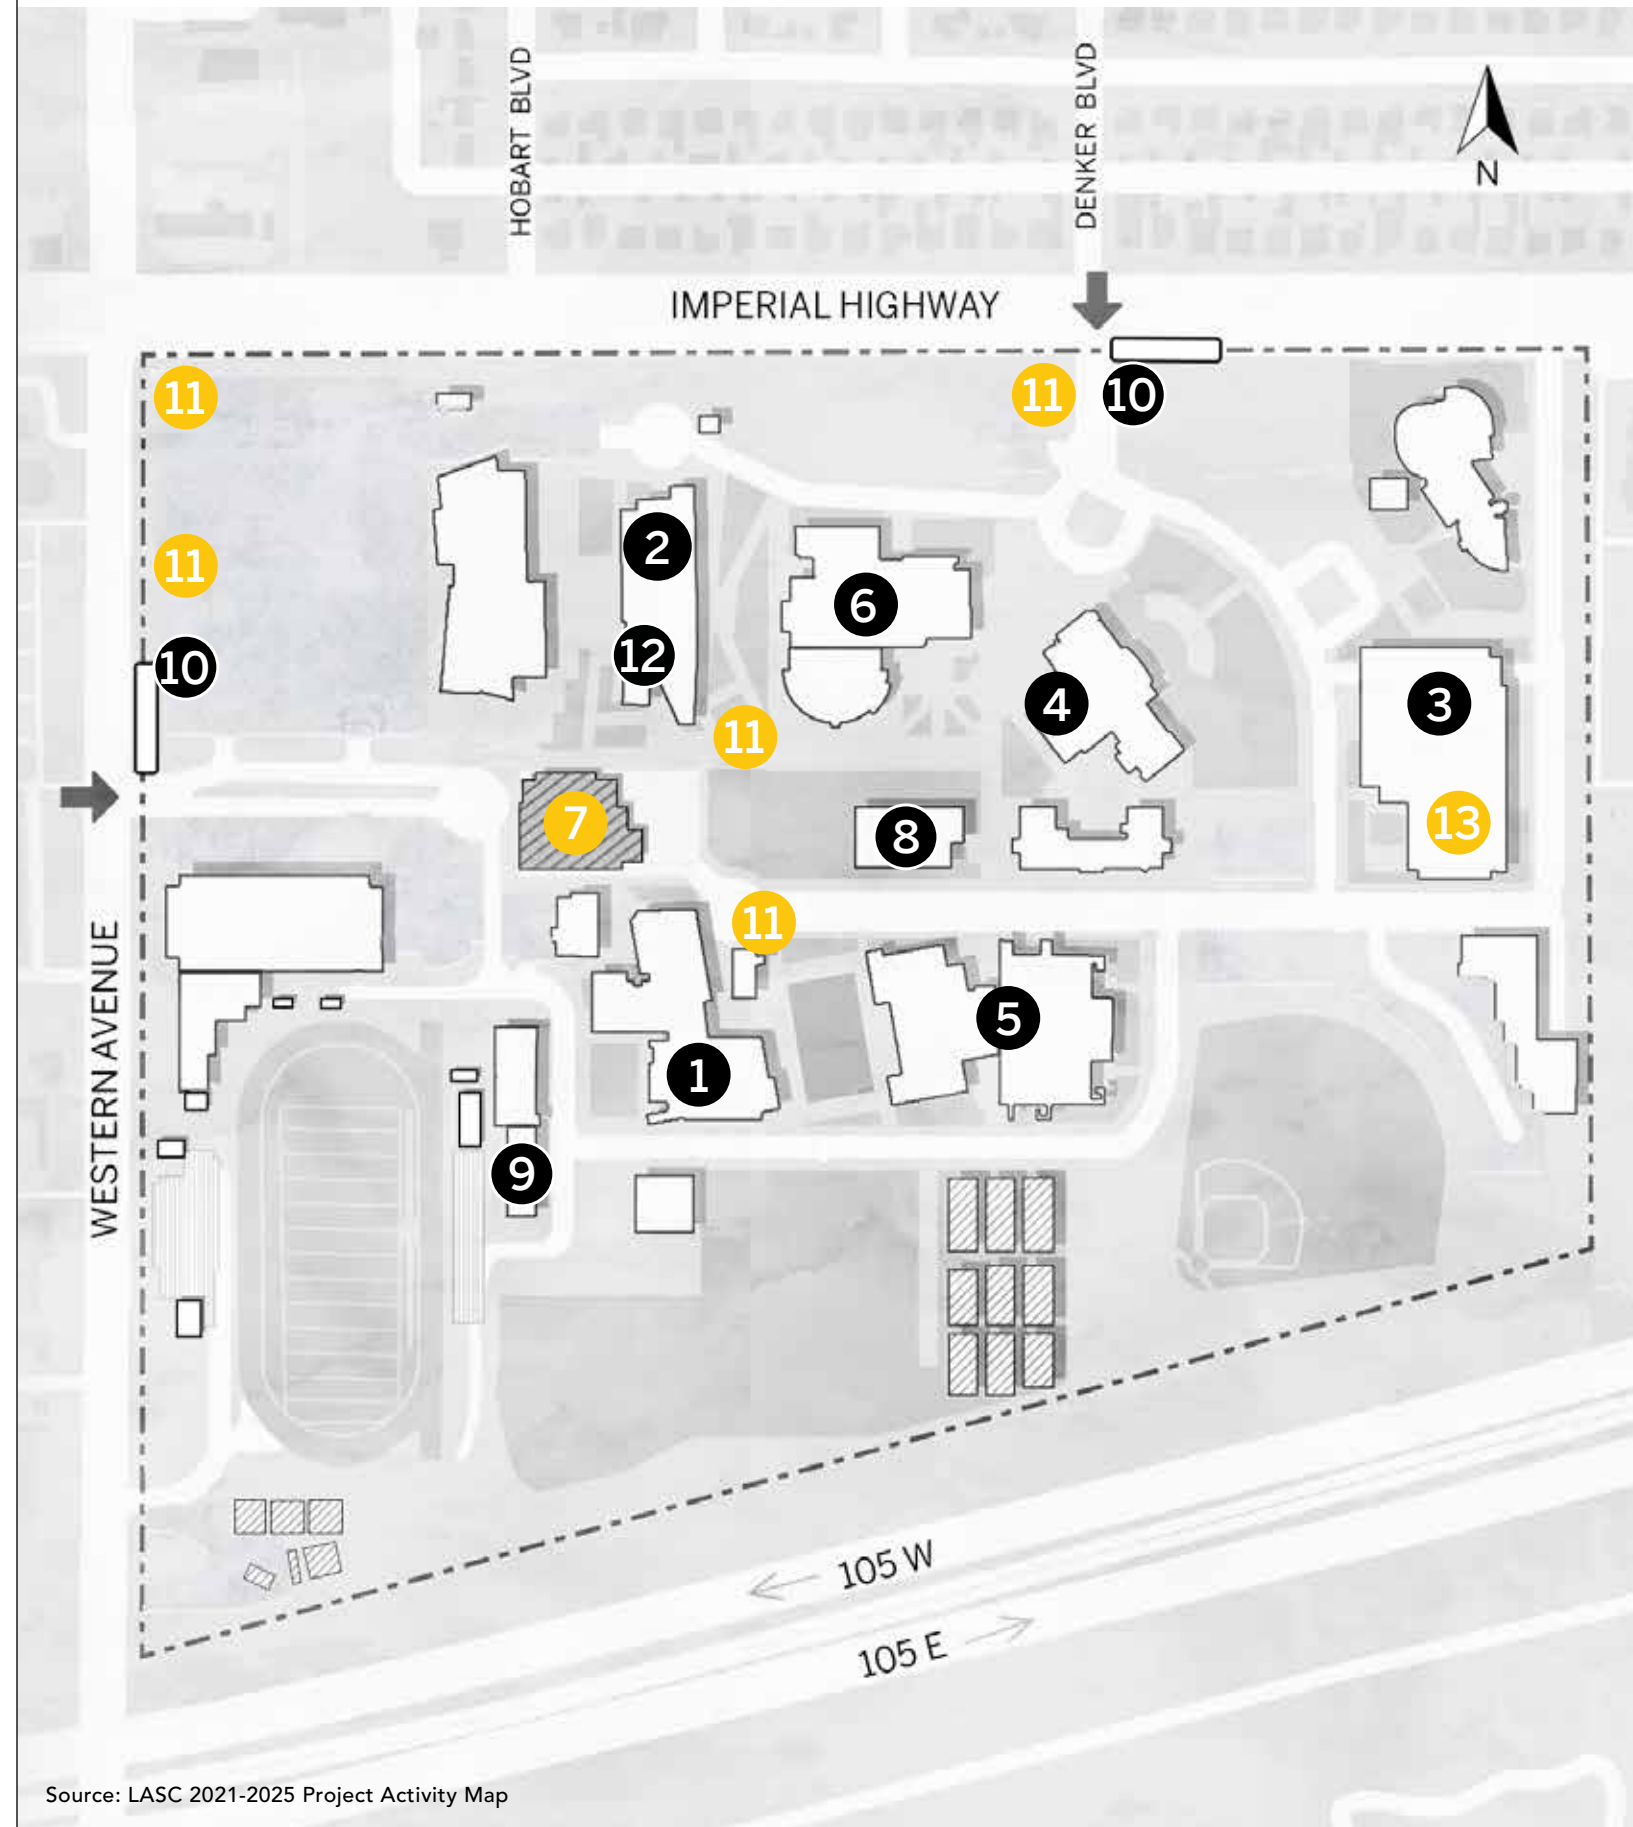 HOBART BLVD
DENKER BLVD
N
IMPERIAL HIGHWAY
11
11
10
2
11
6
12
10
4
3
11
7
8
13
WESTERN AVENUE
11
5
1
9
105 W
105 E
Source: LASC 2021-2025 Project Activity Map